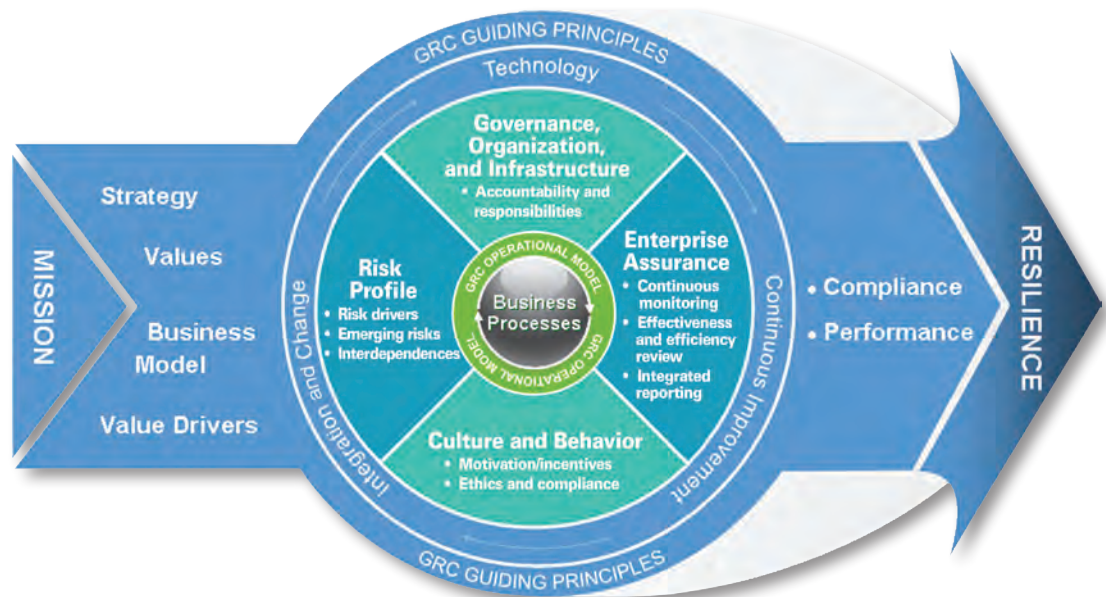 MISSION
Strategy
Values
Business
Model
Value Drivers
GRC GUIDING PRINCIPLES
Technology
Governance,
Organization,
and Infrastructure
• Accountability and
responsibilities
Risk
Profile
• Risk drivers
• Emerging risks
• Interdependences
GRC OPERATIONAL MODEL
Business
Processes
GRC OPERATIONAL MODEL
Enterprise
Assurance
• Continuous
monitoring
• Effectiveness
and efficiency
review
• Integrated
reporting
Culture and Behavior
• Motivation/incentives
• Ethics and compliance
Integration and Change
Continuous Improvement
GRC GUIDING PRINCIPLES
• Compliance
• Performance
RESILIENCE